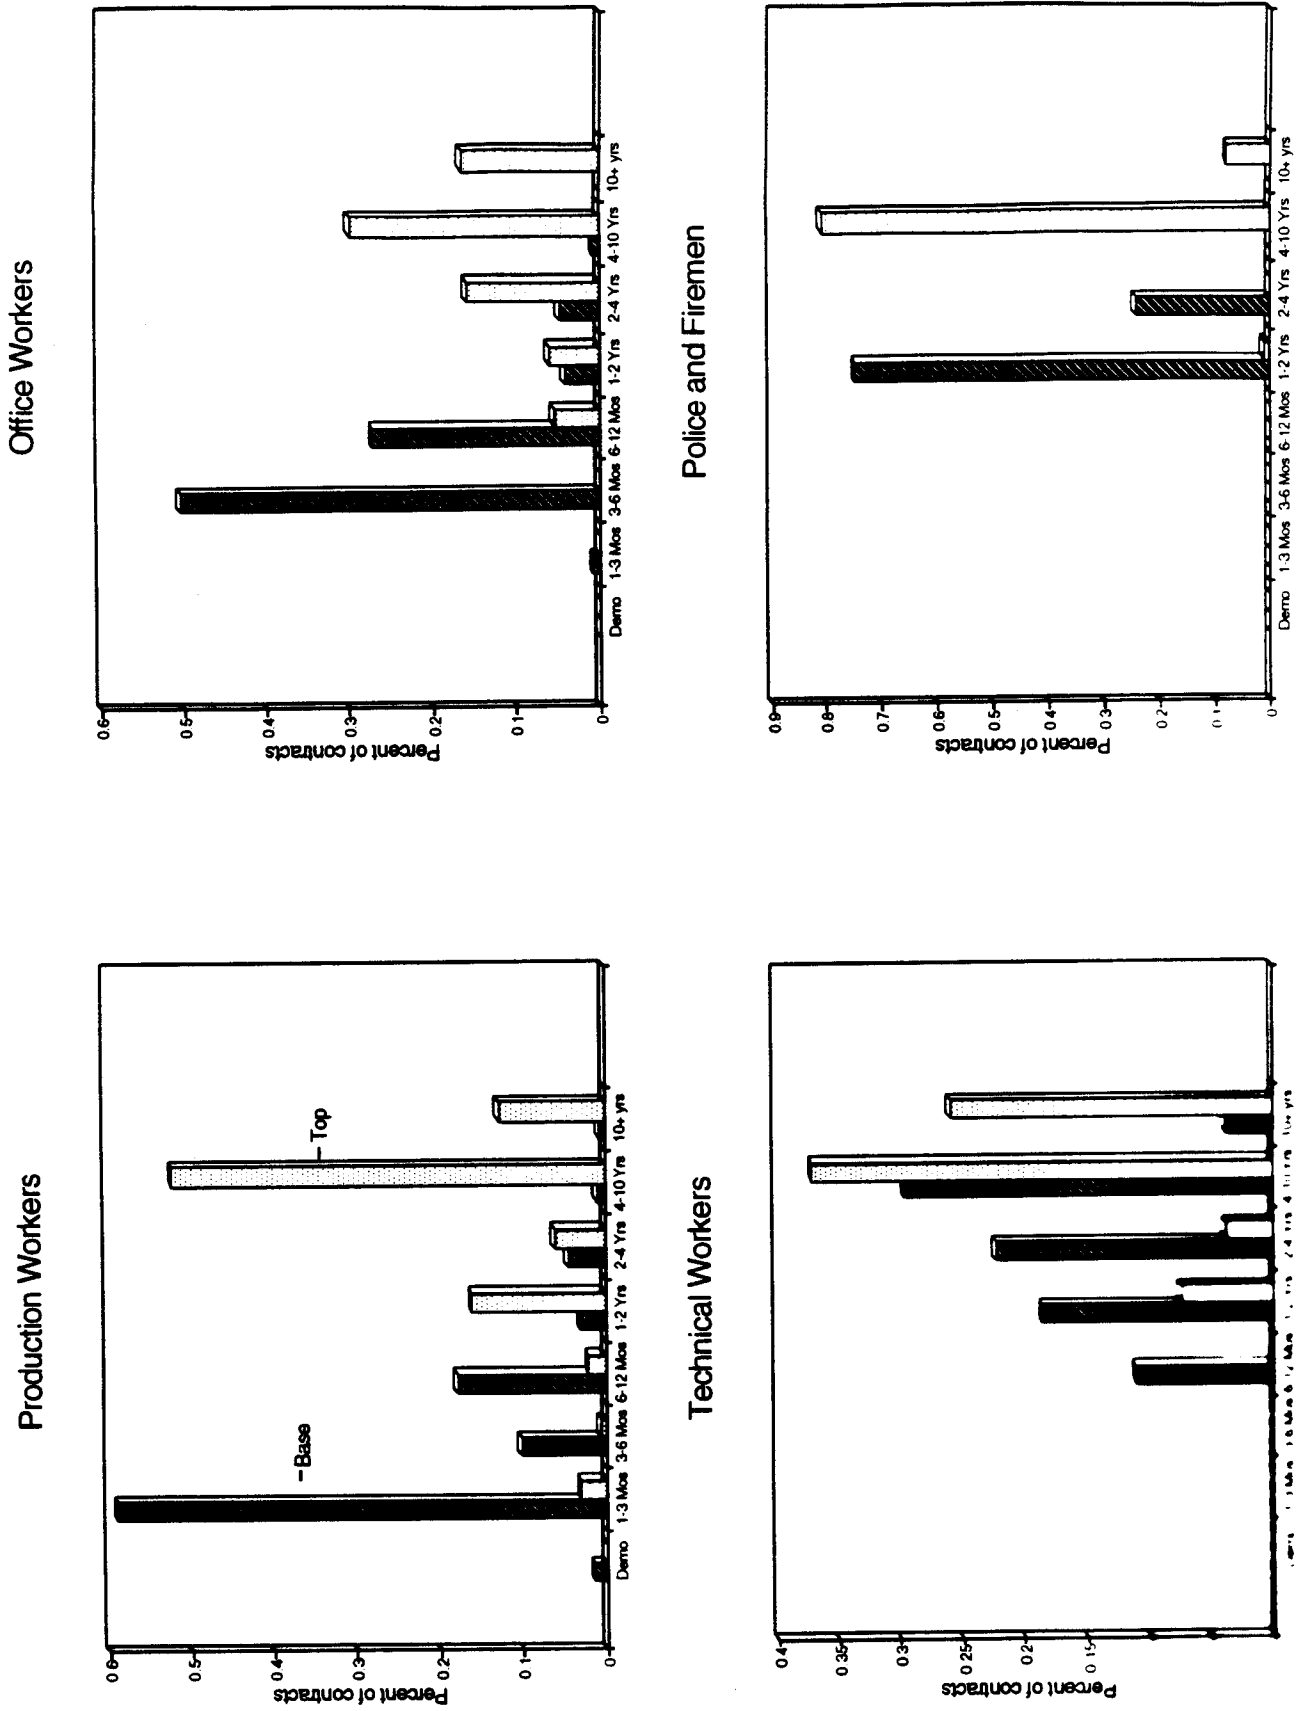 Production Workers
Percent of contracts
0.6
0.5
0.4
0.3
0.2
0.1
0
Base
Top
Demo 1-3 Mos 3-6 Mos 6-12 Mos 1-2 Yrs 2-4 Yrs 4-10 Yrs 10+ yrs
Office Workers
Percent of contracts
0.6
0.5
0.4
0.3
0.2
0.1
0
Demo 1-3 Mos 3-6 Mos 6-12 Mos 1-2 Yrs 2-4 Yrs 4-10 Yrs 10+ yrs
Technical Workers
Percent of contracts
0.4
0.35
0.3
0.25
0.2
0.15
10+ yrs
Police and Firemen
Percent of contracts
0.9
0.8
0.7
0.6
0.5
0.4
0.3
0.2
0.1
0
Demo 1-3 Mos 3-6 Mos 6-12 Mos 1-2 Yrs 2-4 Yrs 4-10 Yrs 10+ yrs